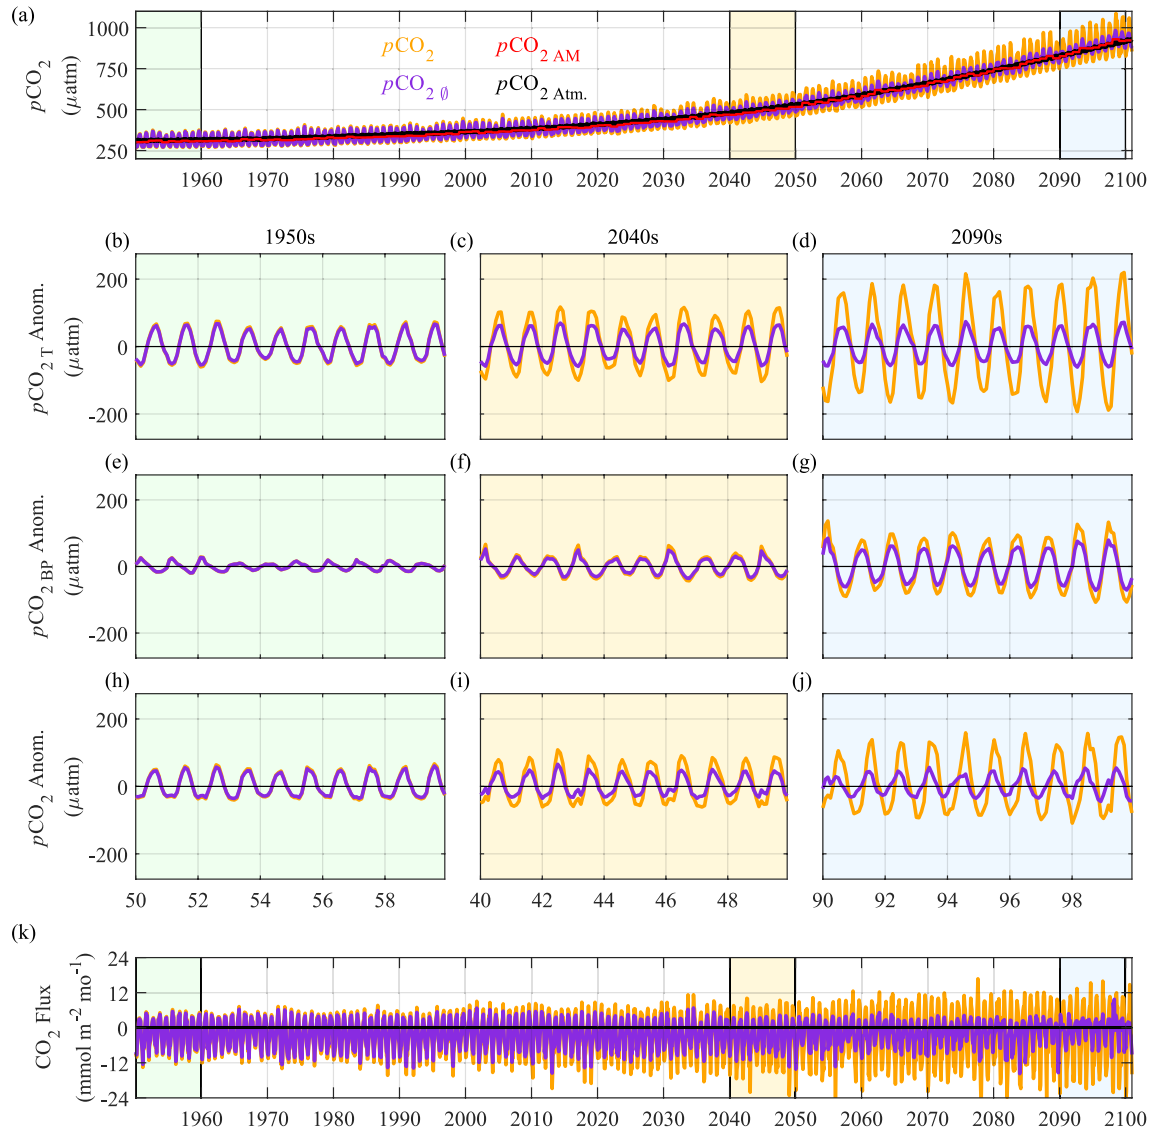 (a)
pCO2
(μatm)
1000
750
500
250
pCO2 pCO2 AM
pCO2 ∅ pCO2 Atm.
1960 1970 1980 1990 2000 2010 2020 2030 2040 2050 2060 2070 2080 2090 2100
(b) 1950s (c) 2040s (d) 2090s
pCO2 T Anom.
(μatm)
200
0
-200
(e) (f) (g)
pCO2 BP Anom.
(μatm)
200
0
-200
(h) (i) (j)
pCO2 Anom.
(μatm)
200
0
-200
50 52 54 56 58 40 42 44 46 48 90 92 94 96 98
(k)
CO2 Flux
(mmol m-2 mo-1)
24
12
0
-12
-24
1960 1970 1980 1990 2000 2010 2020 2030 2040 2050 2060 2070 2080 2090 2100